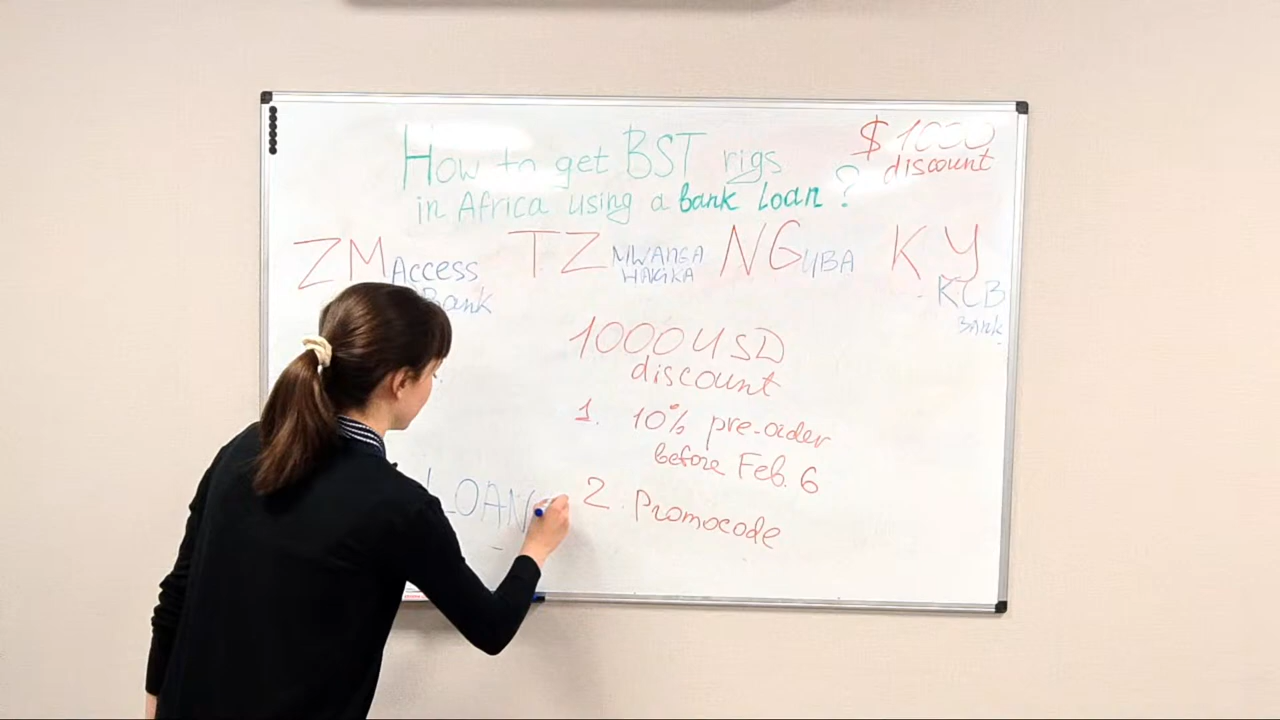 How to get BST rigs
in Africa using a bank loan?
$1000
discount
ZM Access
Bank
TZ MWANGA
HAKIKA
NG UBA
KY
KCB
BANK
1000 USD
discount
1. 10% pre-order
before Feb. 6
2. Promocode
LOAN